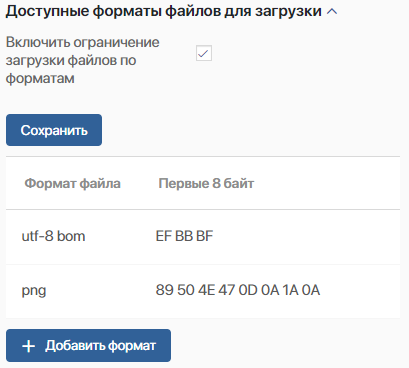 Доступные форматы файлов для загрузки
Включить ограничение
загрузки файлов по
форматам
Сохранить
Формат файла Первые 8 байт
utf-8 bom EF BB BF
png 89 50 4E 47 0D 0A 1A 0A
+ Добавить формат